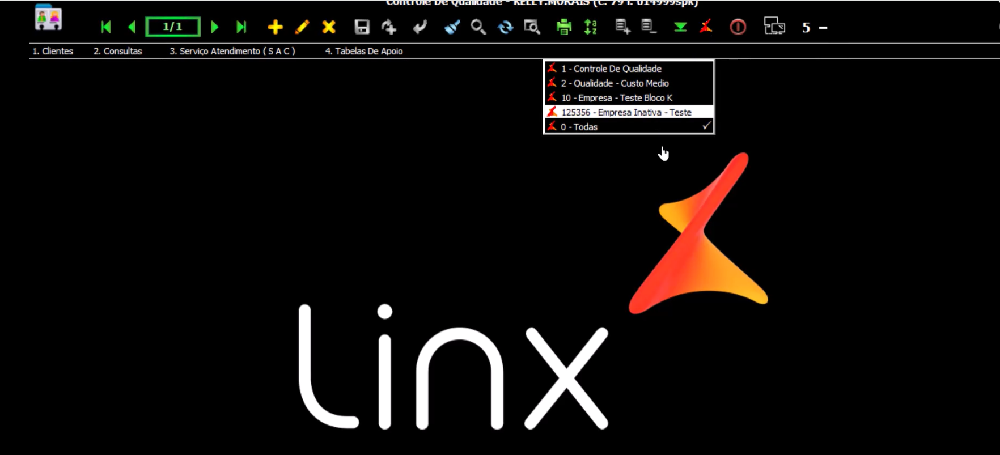 Controle De Qualidade - KELLY.MORAIS (C: 791:
1/1
5 –
1. Clientes 2. Consultas 3. Serviço Atendimento ( S A C ) 4. Tabelas De Apoio
1 - Controle De Qualidade
2 - Qualidade - Custo Medio
10 - Empresa - Teste Bloco K
125356 - Empresa Inativa - Teste
0 - Todas
linx